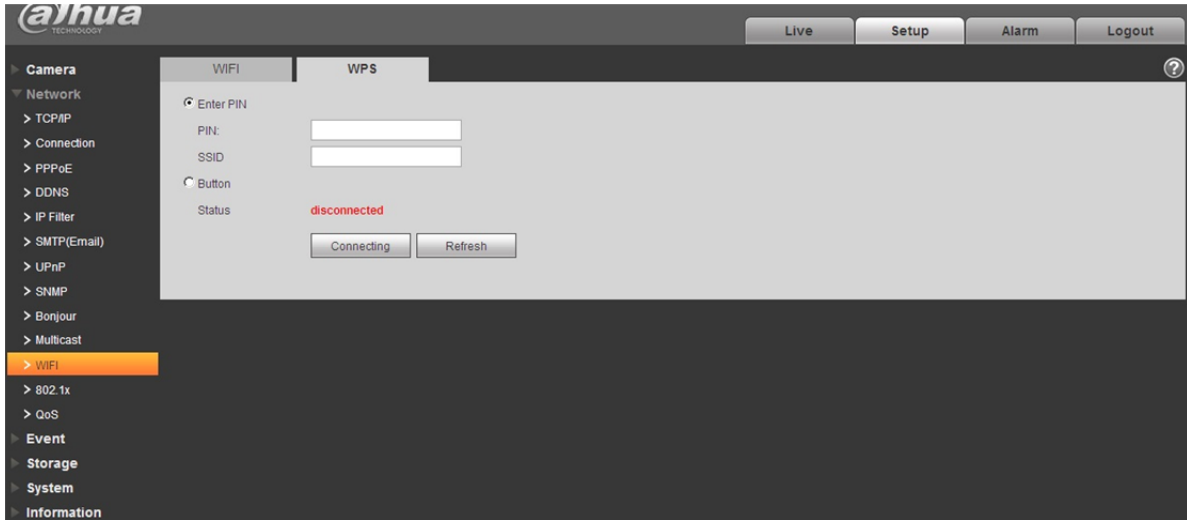 alhua
TECHNOLOGY
Live
Setup
Alarm
Logout
Camera
Network
> TCP/IP
> Connection
> PPPoE
> DDNS
> IP Filter
> SMTP(Email)
> UPnP
> SNMP
> Bonjour
> Multicast
> WIFI
> 802.1x
> QoS
Event
Storage
System
Information
WIFI
WPS
?
Enter PIN
PIN:
SSID
Button
Status disconnected
Connecting
Refresh